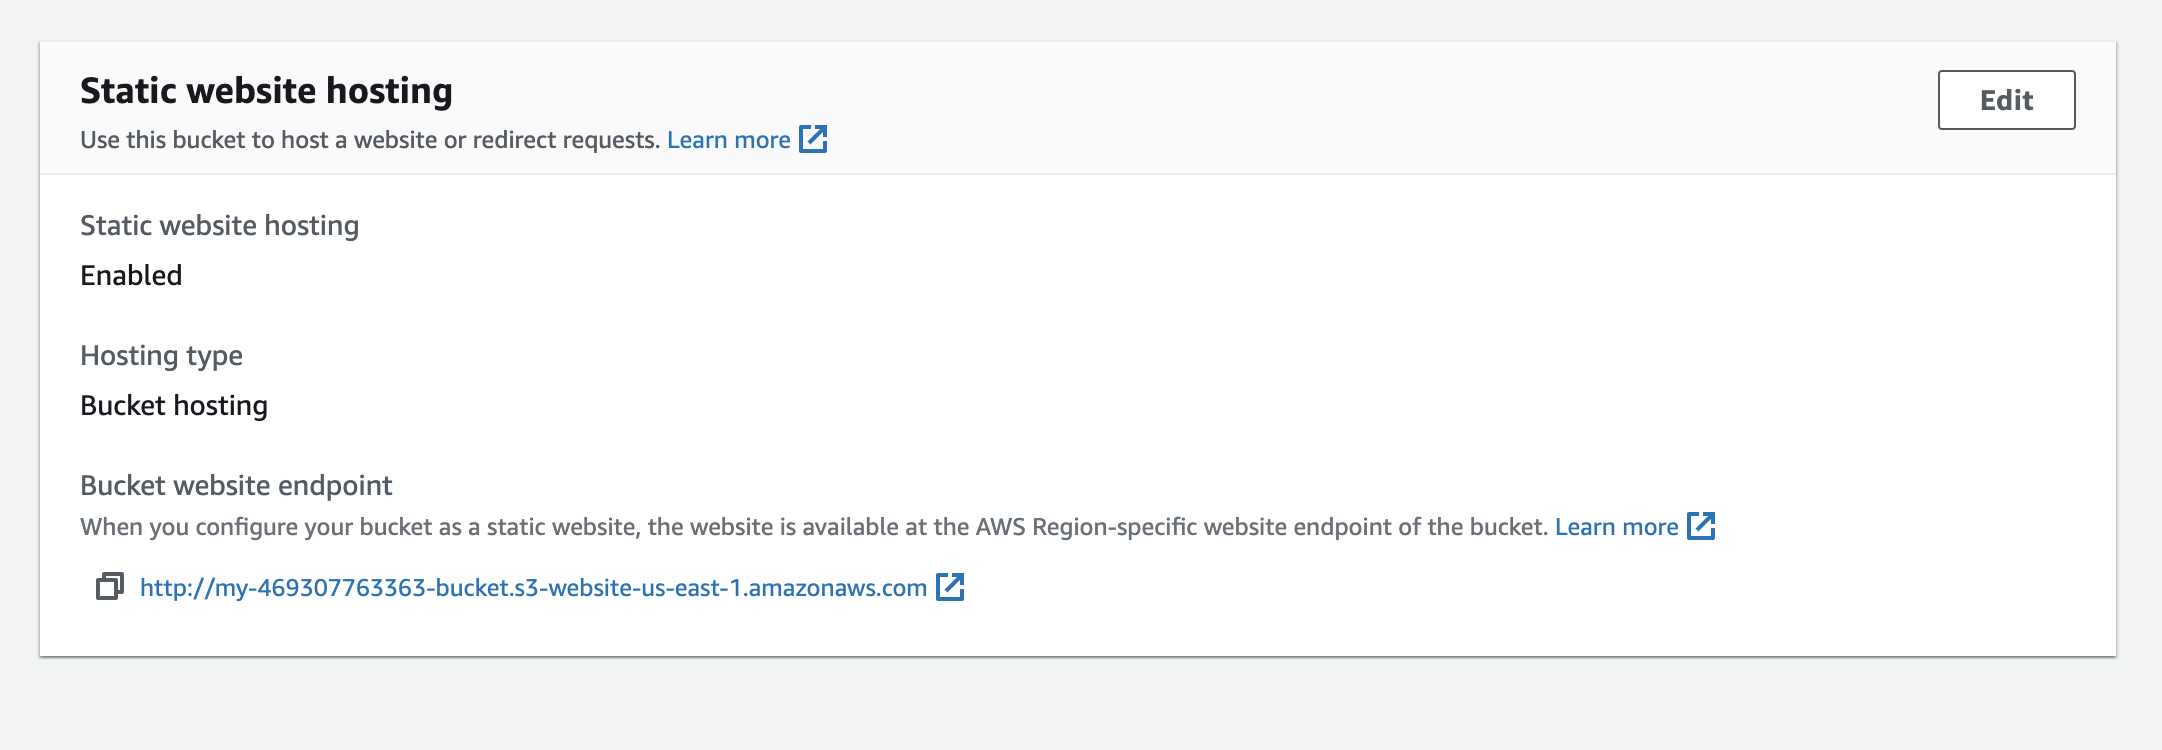 Static website hosting
Edit
Use this bucket to host a website or redirect requests. Learn more
Static website hosting
Enabled
Hosting type
Bucket hosting
Bucket website endpoint
When you configure your bucket as a static website, the website is available at the AWS Region-specific website endpoint of the bucket. Learn more
http://my-469307763363-bucket.s3-website-us-east-1.amazonaws.com